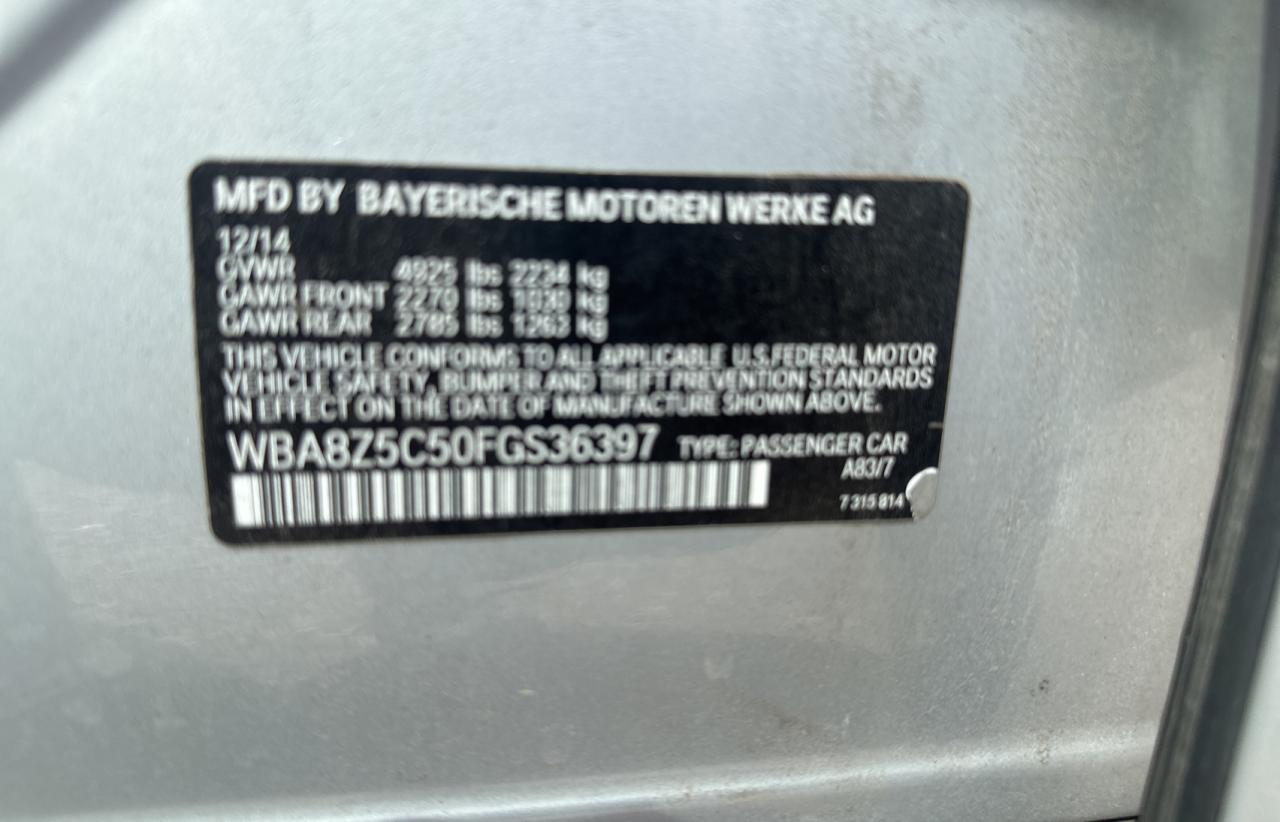 MFD BY BAYERISCHE MOTOREN WERKE AG
12/14
GVWR 4925 lbs 2234 kg
GAWR FRONT 2270 lbs 1030 kg
GAWR REAR 2785 lbs 1263 kg
THIS VEHICLE CONFORMS TO ALL APPLICABLE U.S.FEDERAL MOTOR
VEHICLE SAFETY, BUMPER AND THEFT PREVENTION STANDARDS
IN EFFECT ON THE DATE OF MANUFACTURE SHOWN ABOVE.
WBA8Z5C50FGS36397 TYPE: PASSENGER CAR
A83/7
7 315 814